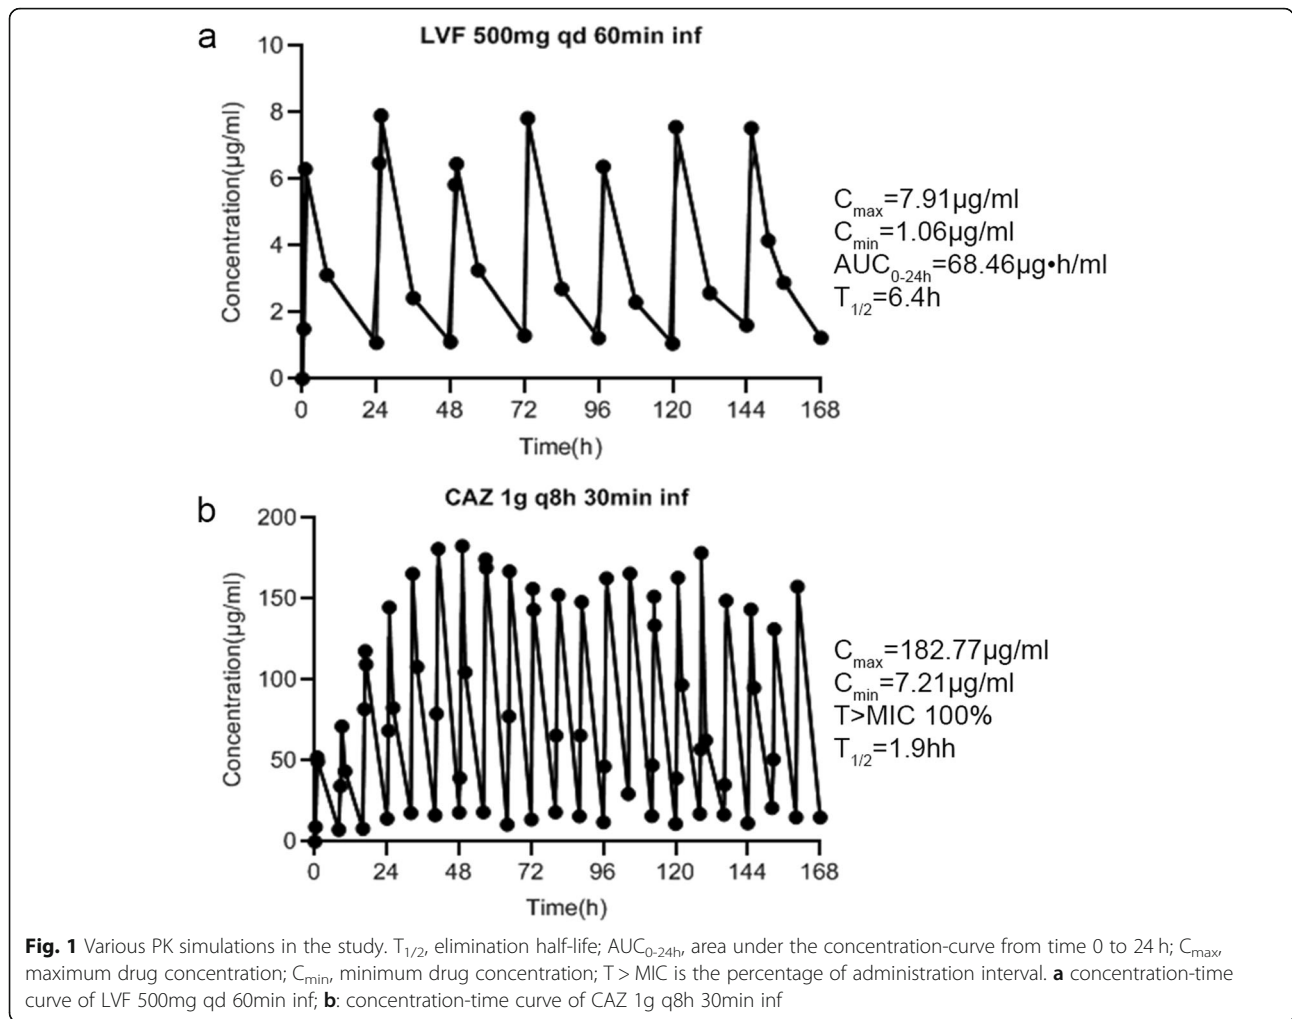 a
LVF 500mg qd 60min inf
10
8
6
4
2
0
Concentration(µg/ml)
0 24 48 72 96 120 144 168
Time(h)
Cmax=7.91µg/ml
Cmin=1.06µg/ml
AUC0-24h=68.46µg•h/ml
T1/2=6.4h
b
CAZ 1g q8h 30min inf
200
150
100
50
0
Concentration(µg/ml)
0 24 48 72 96 120 144 168
Time(h)
Cmax=182.77µg/ml
Cmin=7.21µg/ml
T>MIC 100%
T1/2=1.9hh
Fig. 1 Various PK simulations in the study. T1/2, elimination half-life; AUC0-24h, area under the concentration-curve from time 0 to 24 h; Cmax,
maximum drug concentration; Cmin, minimum drug concentration; T > MIC is the percentage of administration interval. a concentration-time
curve of LVF 500mg qd 60min inf; b: concentration-time curve of CAZ 1g q8h 30min inf